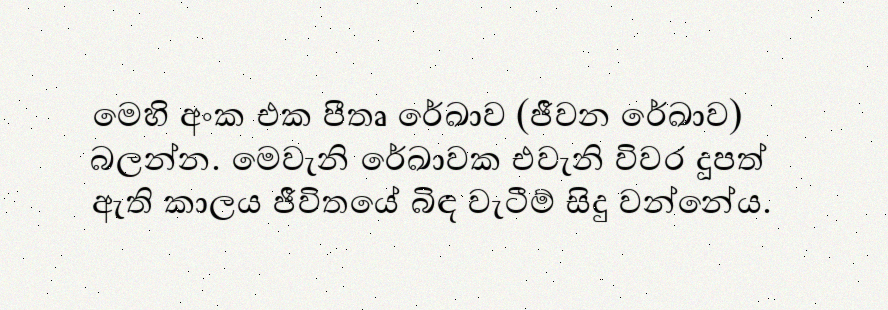 මෙහි අංක එක පීතෘ රේඛාව (ජීවන රේඛාව)
බලන්න. මෙවැනි රේඛාවක එවැනි විවර දූපත්
ඇති කාලය ජීවිතයේ බිඳ වැටීම් සිදු වන්නේය.